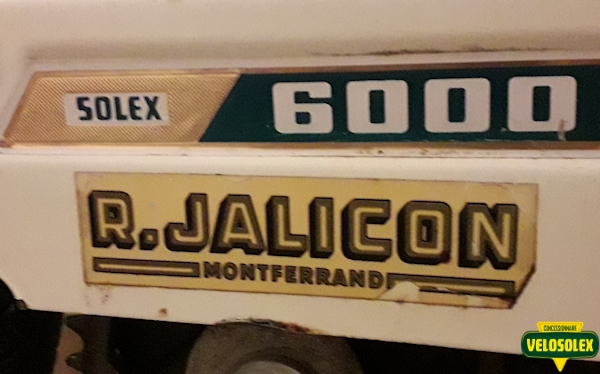 SOLEX 6000
R.JALICON
MONTFERRAND
CONCESSIONNAIRE
VELOSOLEX